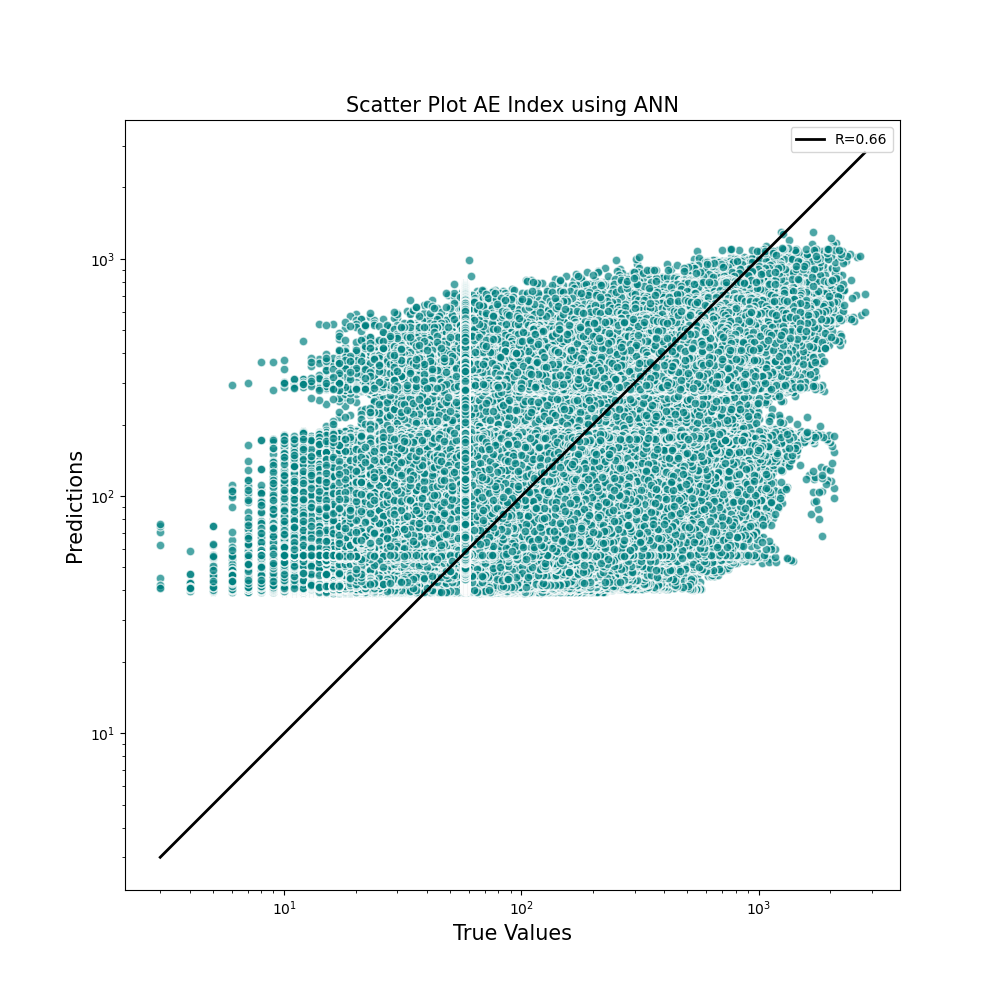 Scatter Plot AE Index using ANN
R=0.66
Predictions
10³
10²
10¹
10¹ 10² 10³
True Values